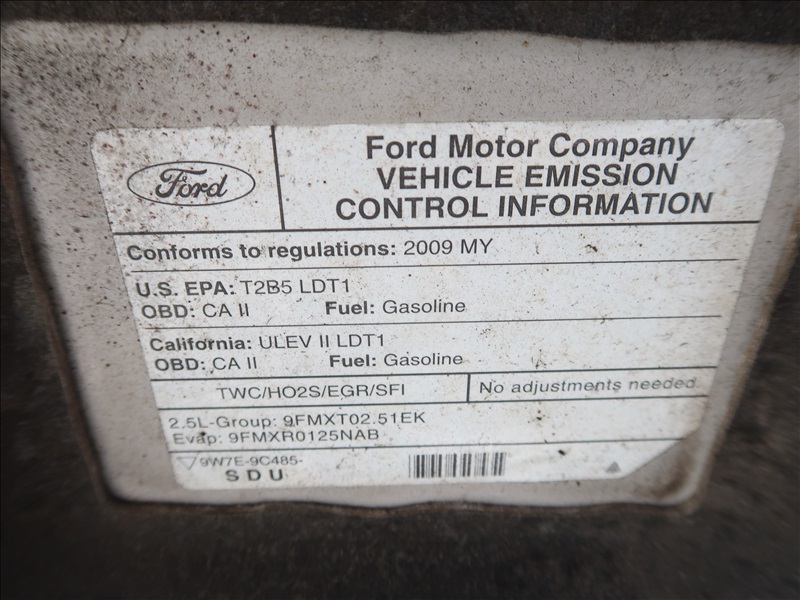 Ford
Ford Motor Company
VEHICLE EMISSION
CONTROL INFORMATION
Conforms to regulations: 2009 MY
U.S. EPA: T2B5 LDT1
OBD: CA II Fuel: Gasoline
California: ULEV II LDT1
OBD: CA II Fuel: Gasoline
TWC/HO2S/EGR/SFI No adjustments needed.
2.5L-Group: 9FMXT02.51EK
Evap: 9FMXR0125NAB
9W7E-9C485-
SDU